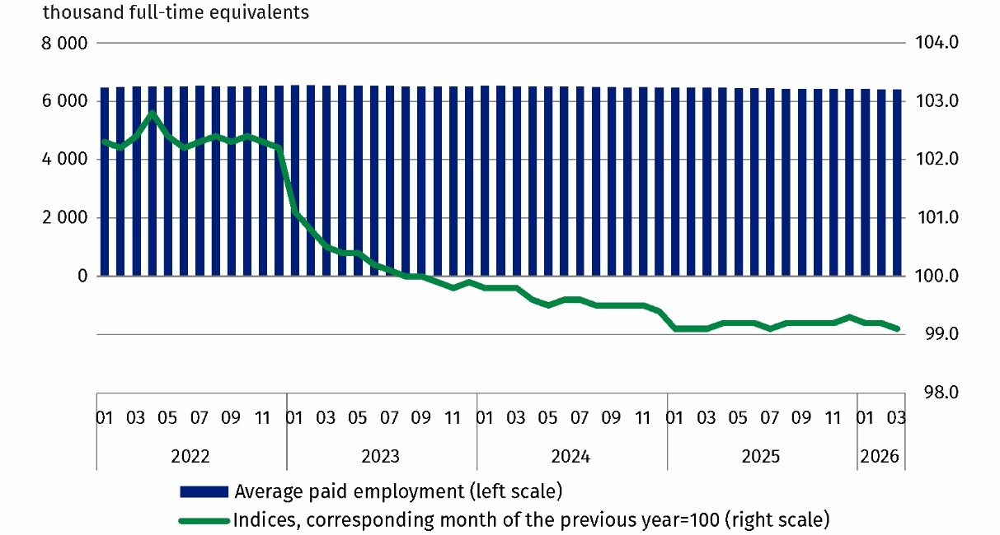 thousand full-time equivalents
8 000 104.0
6 000 103.0
4 000 102.0
2 000 101.0
0 100.0
99.0
98.0
01 03 05 07 09 11 01 03 05 07 09 11 01 03 05 07 09 11 01 03 05 07 09 11 01 03
2022 2023 2024 2025 2026
Average paid employment (left scale)
Indices, corresponding month of the previous year=100 (right scale)